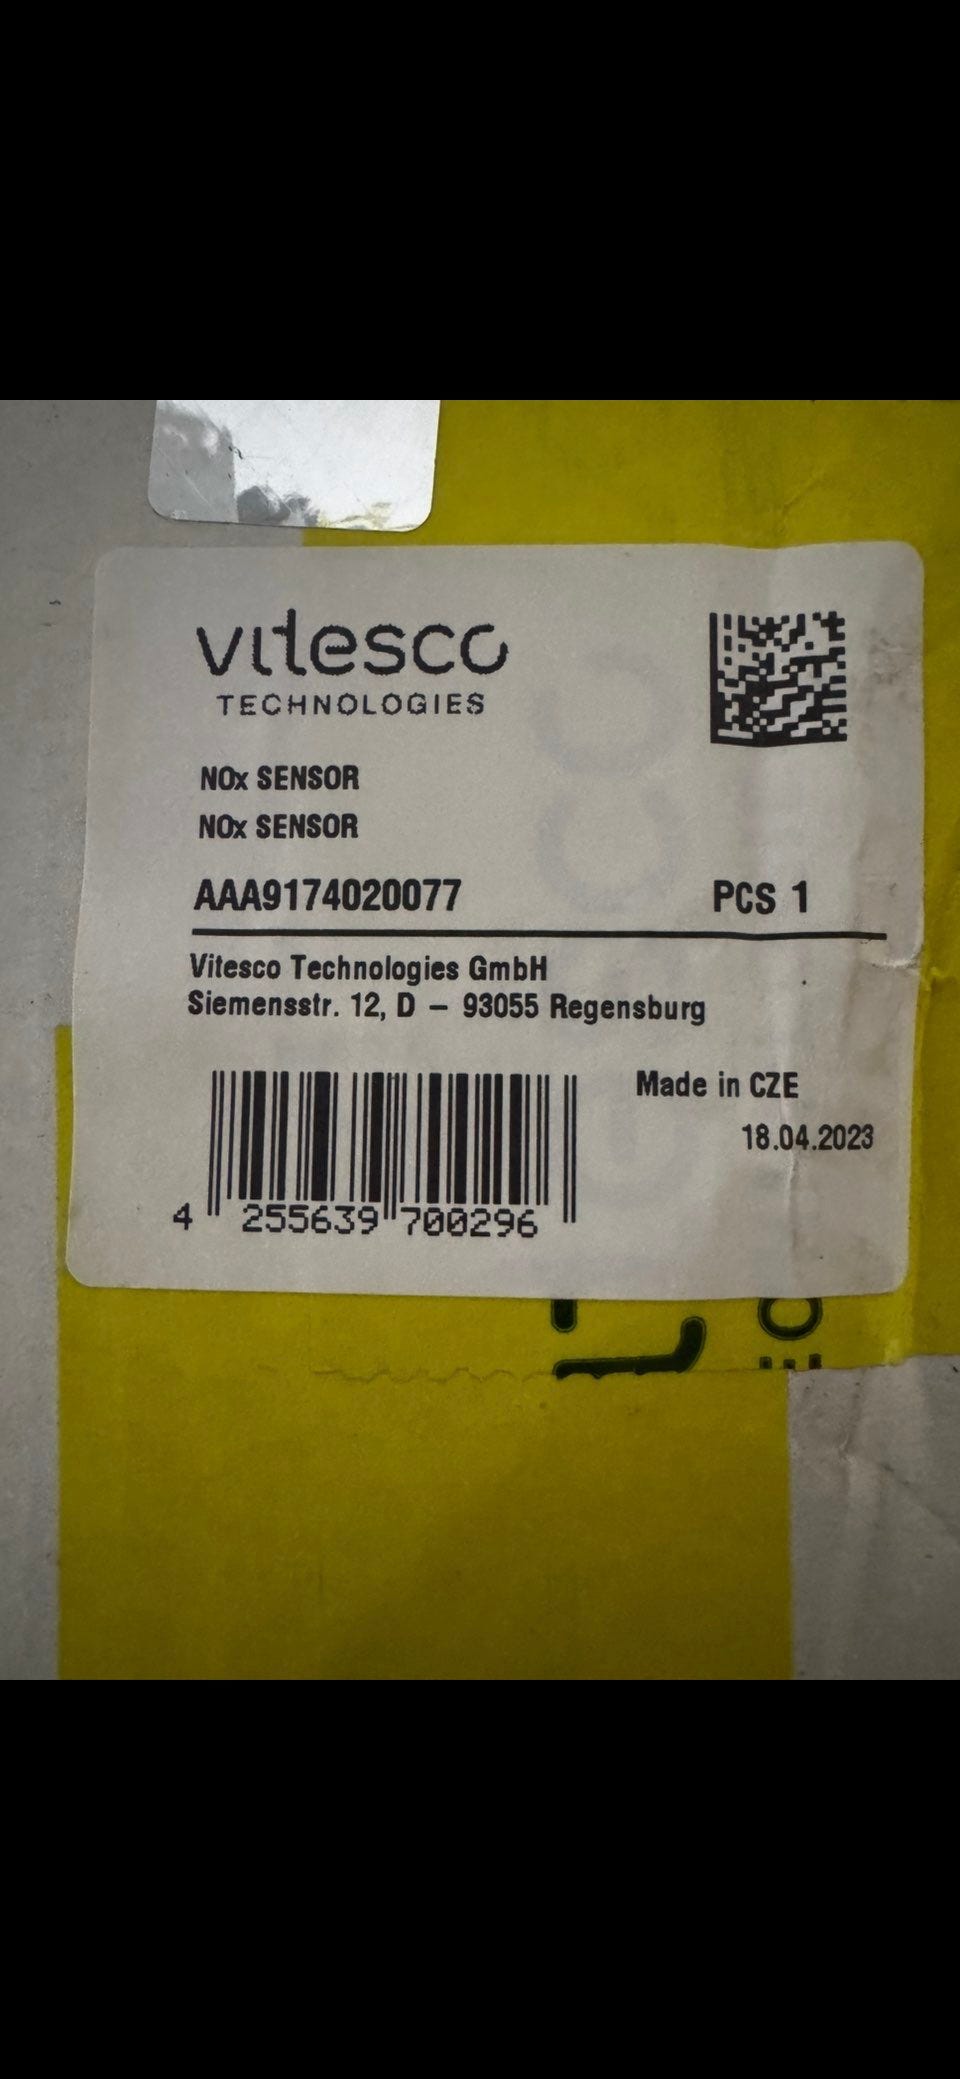 vitesco
TECHNOLOGIES
NOx SENSOR
NOx SENSOR
AAA9174020077 PCS 1
Vitesco Technologies GmbH
Siemensstr. 12, D – 93055 Regensburg
Made in CZE
18.04.2023
4 255639 700296